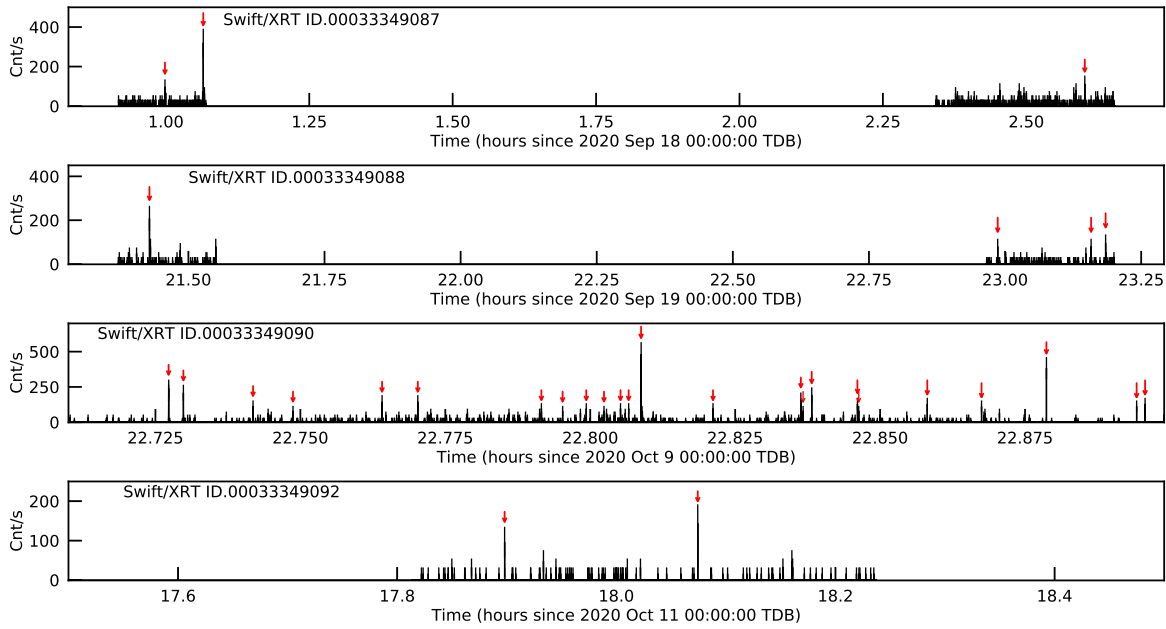 Swift/XRT ID.00033349087
Cnt/s
400
200
0
1.00 1.25 1.50 1.75 2.00 2.25 2.50
Time (hours since 2020 Sep 18 00:00:00 TDB)
Swift/XRT ID.00033349088
Cnt/s
400
200
0
21.50 21.75 22.00 22.25 22.50 22.75 23.00 23.25
Time (hours since 2020 Sep 19 00:00:00 TDB)
Swift/XRT ID.00033349090
Cnt/s
500
250
0
22.725 22.750 22.775 22.800 22.825 22.850 22.875
Time (hours since 2020 Oct 9 00:00:00 TDB)
Swift/XRT ID.00033349092
Cnt/s
200
100
0
17.6 17.8 18.0 18.2 18.4
Time (hours since 2020 Oct 11 00:00:00 TDB)